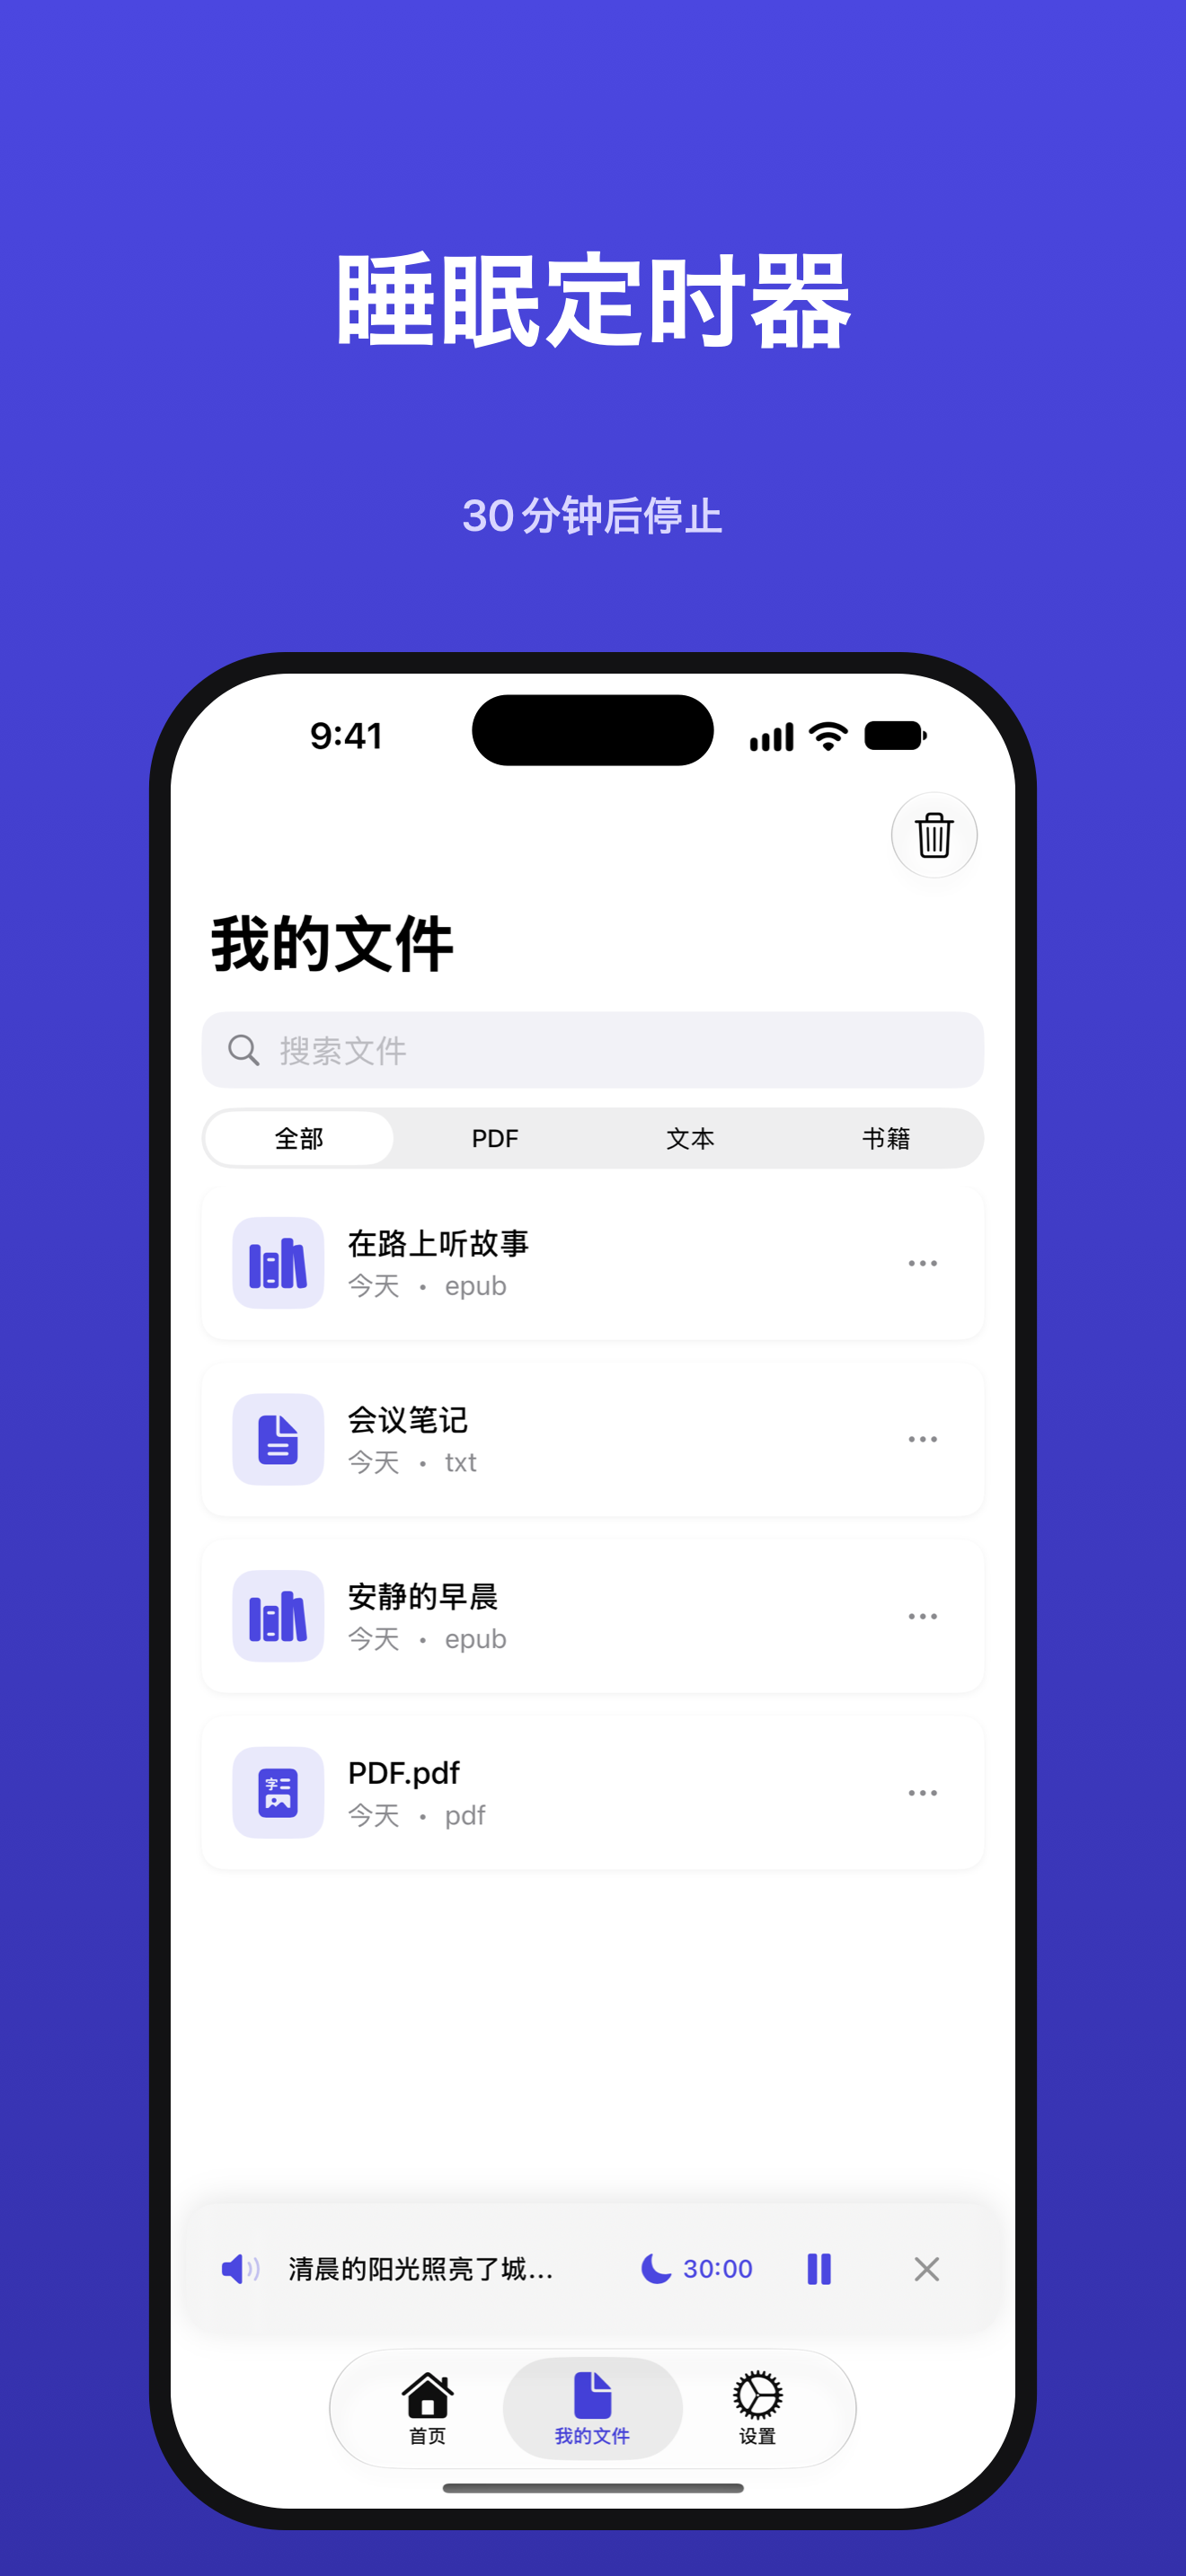 睡眠定时器
30 分钟后停止
9:41
我的文件
搜索文件
全部 PDF 文本 书籍
在路上听故事
今天 • epub
会议笔记
今天 • txt
安静的早晨
今天 • epub
字
PDF.pdf
今天 • pdf
清晨的阳光照亮了城... 30:00
首页 我的文件 设置